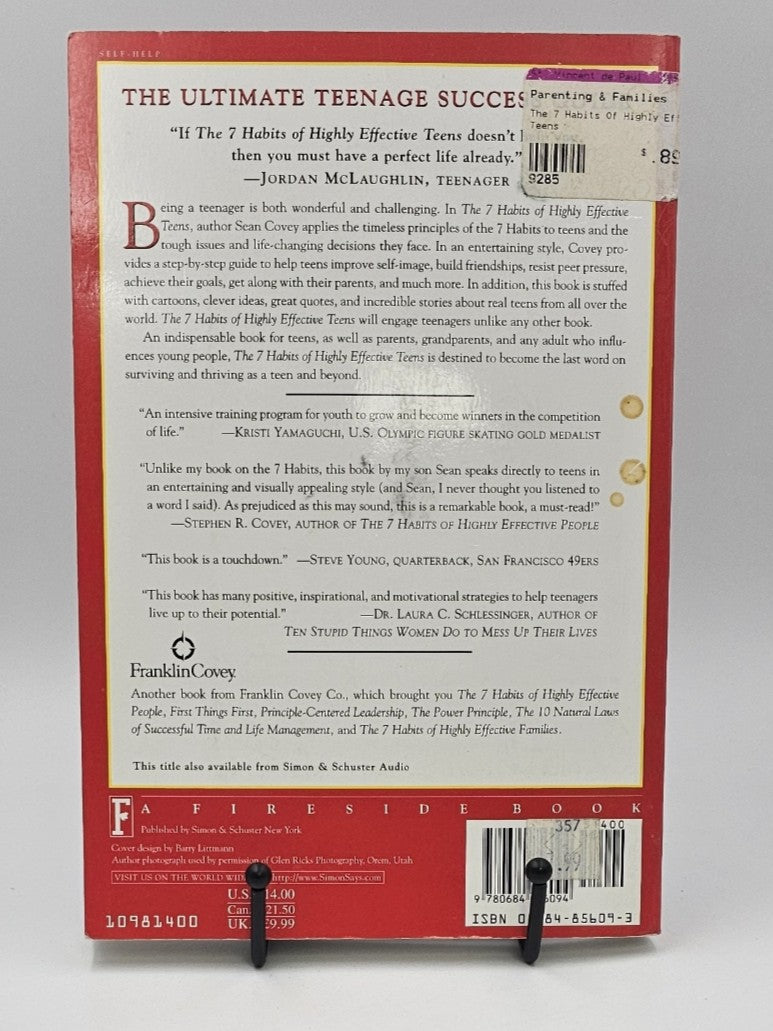 SELF-HELP
THE ULTIMATE TEENAGE SUCCES
St. Vincent de Paul
Parenting & Families
The 7 Habits Of Highly Ef
Teens
$ .89
9285
“If The 7 Habits of Highly Effective Teens doesn't
then you must have a perfect life already.”
—JORDAN MCLAUGHLIN, TEENAGER
Being a teenager is both wonderful and challenging. In The 7 Habits of Highly Effective
Teens, author Sean Covey applies the timeless principles of the 7 Habits to teens and the
tough issues and life-changing decisions they face. In an entertaining style, Covey pro-
vides a step-by-step guide to help teens improve self-image, build friendships, resist peer pressure,
achieve their goals, get along with their parents, and much more. In addition, this book is stuffed
with cartoons, clever ideas, great quotes, and incredible stories about real teens from all over the
world. The 7 Habits of Highly Effective Teens will engage teenagers unlike any other book.
An indispensable book for teens, as well as parents, grandparents, and any adult who influ-
ences young people, The 7 Habits of Highly Effective Teens is destined to become the last word on
surviving and thriving as a teen and beyond.
“An intensive training program for youth to grow and become winners in the competition
of life.” —KRISTI YAMAGUCHI, U.S. OLYMPIC FIGURE SKATING GOLD MEDALIST
“Unlike my book on the 7 Habits, this book by my son Sean speaks directly to teens in
an entertaining and visually appealing style (and Sean, I never thought you listened to
a word I said). As prejudiced as this may sound, this is a remarkable book, a must-read!”
—STEPHEN R. COVEY, AUTHOR OF THE 7 HABITS OF HIGHLY EFFECTIVE PEOPLE
“This book is a touchdown.” —STEVE YOUNG, QUARTERBACK, SAN FRANCISCO 49ERS
“This book has many positive, inspirational, and motivational strategies to help teenagers
live up to their potential.” —DR. LAURA C. SCHLESSINGER, AUTHOR OF
TEN STUPID THINGS WOMEN DO TO MESS UP THEIR LIVES
FranklinCovey
Another book from Franklin Covey Co., which brought you The 7 Habits of Highly Effective
People, First Things First, Principle-Centered Leadership, The Power Principle, The 10 Natural Laws
of Successful Time and Life Management, and The 7 Habits of Highly Effective Families.
This title also available from Simon & Schuster Audio
F A FIRESIDE BOOK
Published by Simon & Schuster New York
Cover design by Barry Littmann
Author photograph used by permission of Glen Ricks Photography, Orem, Utah
VISIT US ON THE WORLD WID http://www.SimonSays.com
U.S. 14.00
Can. 21.50
U.K. £9.99
10981400
357 400
9 780684 6094
ISBN 0 84-85609-3